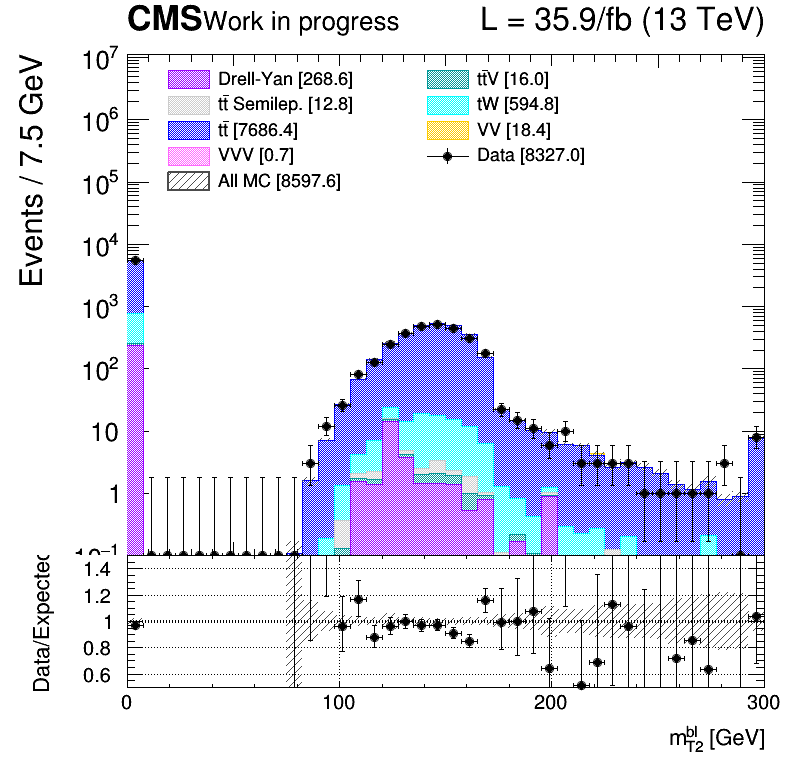 CMS Work in progress L = 35.9/fb (13 TeV)
Events / 7.5 GeV
10⁷
10⁶
10⁵
10⁴
10³
10²
10
1
10⁻¹
Drell-Yan [268.6]
tt̄ Semilep. [12.8]
tt̄ [7686.4]
VVV [0.7]
All MC [8597.6]
tt̄V [16.0]
tW [594.8]
VV [18.4]
Data [8327.0]
Data/Expected
1.4
1.2
1
0.8
0.6
0 100 200 300
m_T2^bl [GeV]